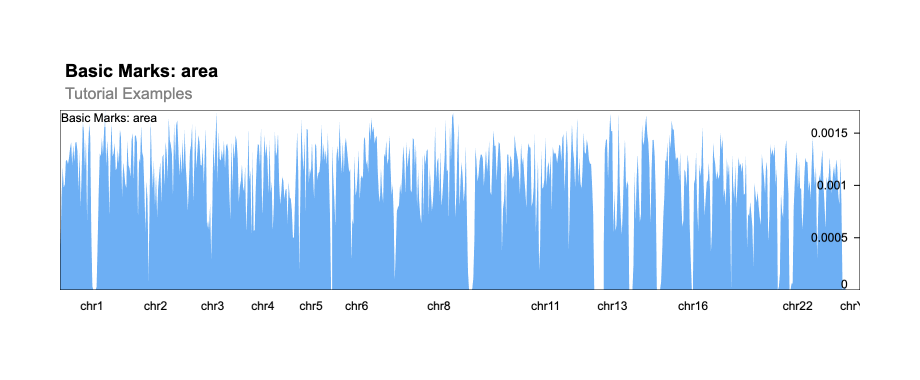 Basic Marks: area
Tutorial Examples
Basic Marks: area
0.0015
0.001
0.0005
0
chr1 chr2 chr3 chr4 chr5 chr6 chr8 chr11 chr13 chr16 chr22